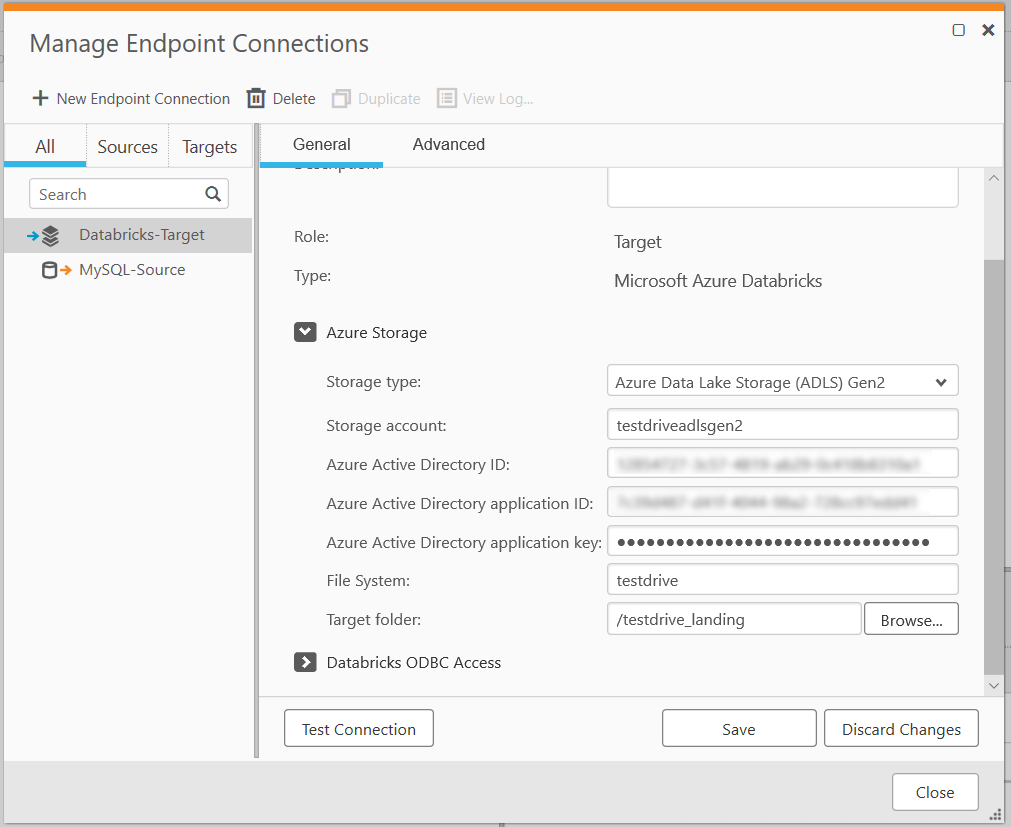 Manage Endpoint Connections
New Endpoint Connection Delete Duplicate View Log...
All Sources Targets
General Advanced
Search
Databricks-Target
MySQL-Source
Description:
Role: Target
Type: Microsoft Azure Databricks
Azure Storage
Storage type: Azure Data Lake Storage (ADLS) Gen2
Storage account: testdriveadlsgen2
Azure Active Directory ID:
Azure Active Directory application ID:
Azure Active Directory application key:
File System: testdrive
Target folder: /testdrive_landing Browse...
Databricks ODBC Access
Test Connection Save Discard Changes
Close